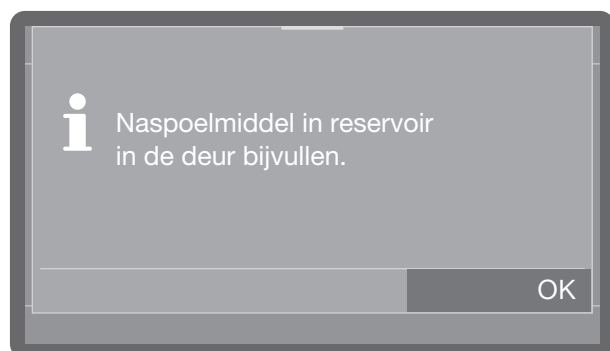 Naspoelmiddel in reservoir
in de deur bijvullen.
OK